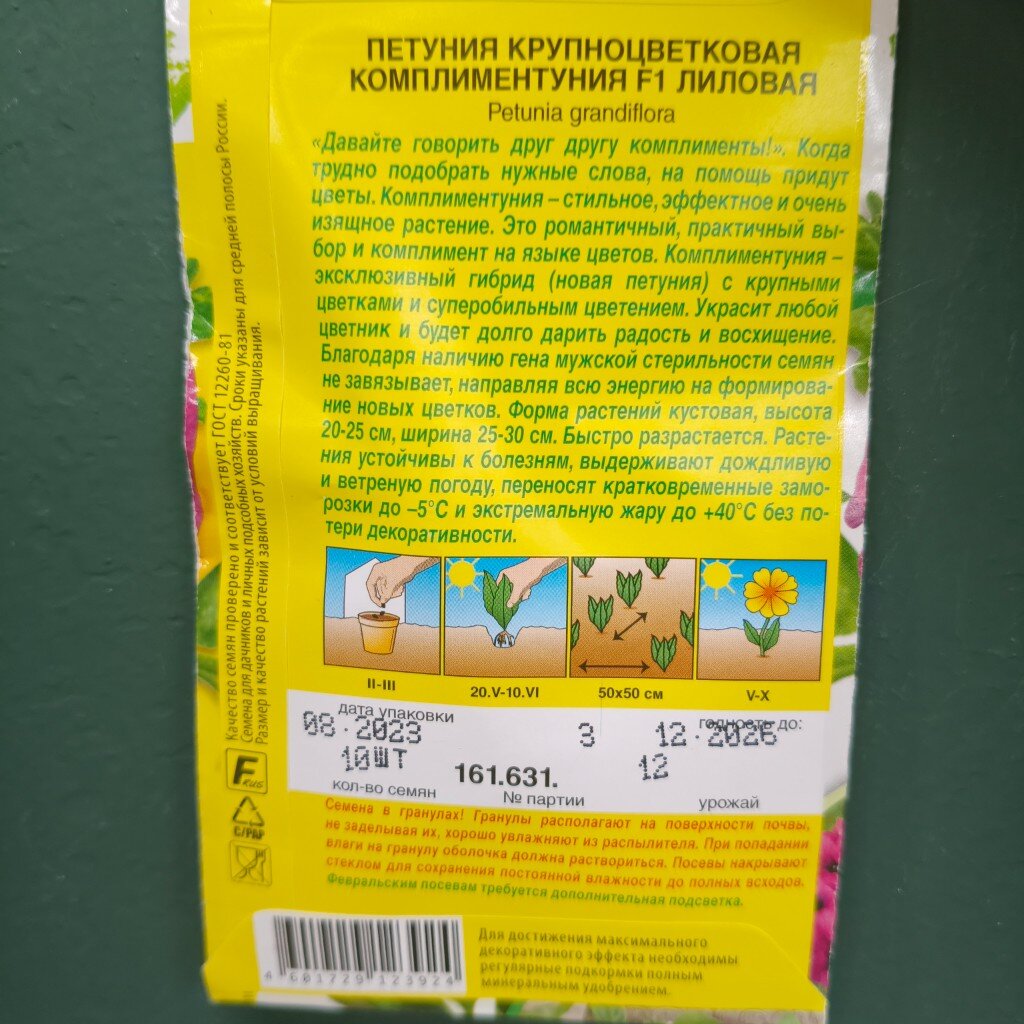 ПЕТУНИЯ КРУПНОЦВЕТКОВАЯ
КОМПЛИМЕНТУНИЯ F1 ЛИЛОВАЯ
Petunia grandiflora
«Давайте говорить друг другу комплименты!». Когда
трудно подобрать нужные слова, на помощь придут
цветы. Комплиментуния – стильное, эффектное и очень
изящное растение. Это романтичный, практичный вы-
бор и комплимент на языке цветов. Комплиментуния –
эксклюзивный гибрид (новая петуния) с крупными
цветками и суперобильным цветением. Украсит любой
цветник и будет долго дарить радость и восхищение.
Благодаря наличию гена мужской стерильности семян
не завязывает, направляя всю энергию на формирова-
ние новых цветков. Форма растений кустовая, высота
20-25 см, ширина 25-30 см. Быстро разрастается. Расте-
ния устойчивы к болезням, выдерживают дождливую
и ветреную погоду, переносят кратковременные замо-
розки до –5°С и экстремальную жару до +40°С без по-
тери декоративности.
II-III
20.V-10.VI
50х50 см
V-X
дата упаковки
годность до:
08.2023
3
12.2026
10шт
161.631.
12
кол-во семян
№ партии
урожай
Семена в гранулах! Гранулы располагают на поверхности почвы,
не заделывая их, хорошо увлажняют из распылителя. При попадании
влаги на гранулу оболочка должна раствориться. Посевы накрывают
стеклом для сохранения постоянной влажности до полных всходов.
Февральским посевам требуется дополнительная подсветка.
Для достижения максимального
декоративного эффекта необходимы
регулярные подкормки полным
минеральным удобрением.
4 601729 123924
Качество семян проверено и соответствует ГОСТ 12260-81
Семена для дачников и личных подсобных хозяйств. Сроки указаны для средней полосы России.
Размер и качество растений зависит от условий выращивания.
F RUS
С/PAP